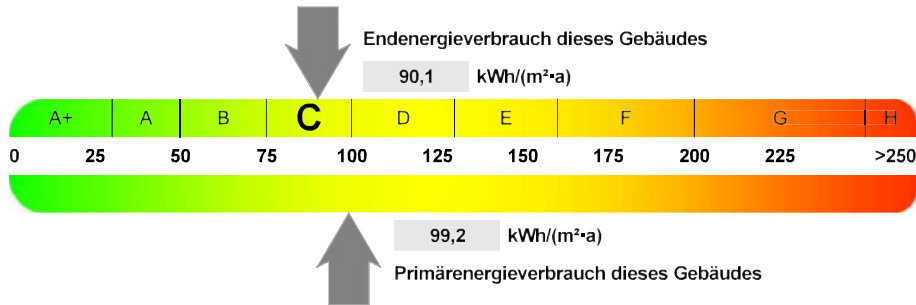 Endenergieverbrauch dieses Gebäudes
90,1 kWh/(m²·a)
A+ A B C D E F G H
0 25 50 75 100 125 150 175 200 225 >250
99,2 kWh/(m²·a)
Primärenergieverbrauch dieses Gebäudes